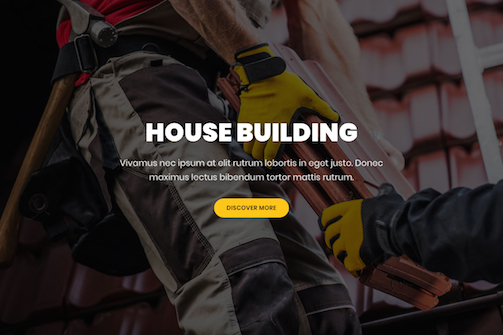 HOUSE BUILDING
Vivamus nec ipsum at elit rutrum lobortis in eget justo. Donec
maximus lectus bibendum tortor mattis rutrum.
DISCOVER MORE